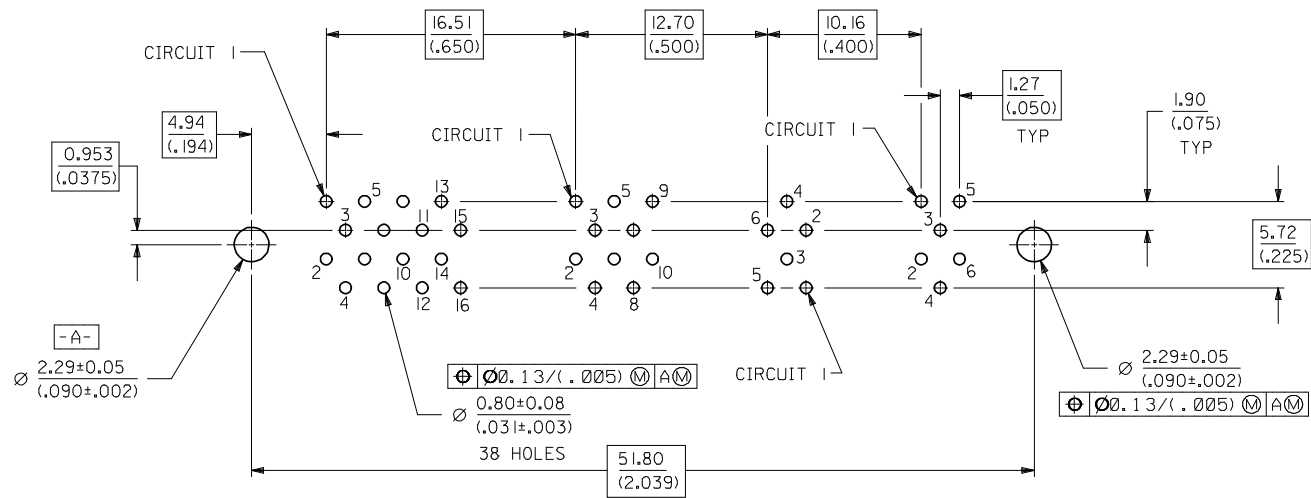 16.51
(.650)
12.70
(.500)
10.16
(.400)
CIRCUIT 1
1.27
(.050)
TYP
1.90
(.075)
TYP
4.94
(.194)
CIRCUIT 1
CIRCUIT 1
0.953
(.0375)
5 13 5 9 4 5
3 11 15 3 6 2 3
5.72
(.225)
2 10 14 2 10 3 2 6
4 12 16 4 8 5 4
-A-
Ø 2.29±0.05
(.090±.002)
⌖ Ø0.13/(.005) Ⓜ A Ⓜ
CIRCUIT 1
Ø 2.29±0.05
(.090±.002)
⌖ Ø0.13/(.005) Ⓜ A Ⓜ
Ø 0.80±0.08
(.031±.003)
38 HOLES
51.80
(2.039)